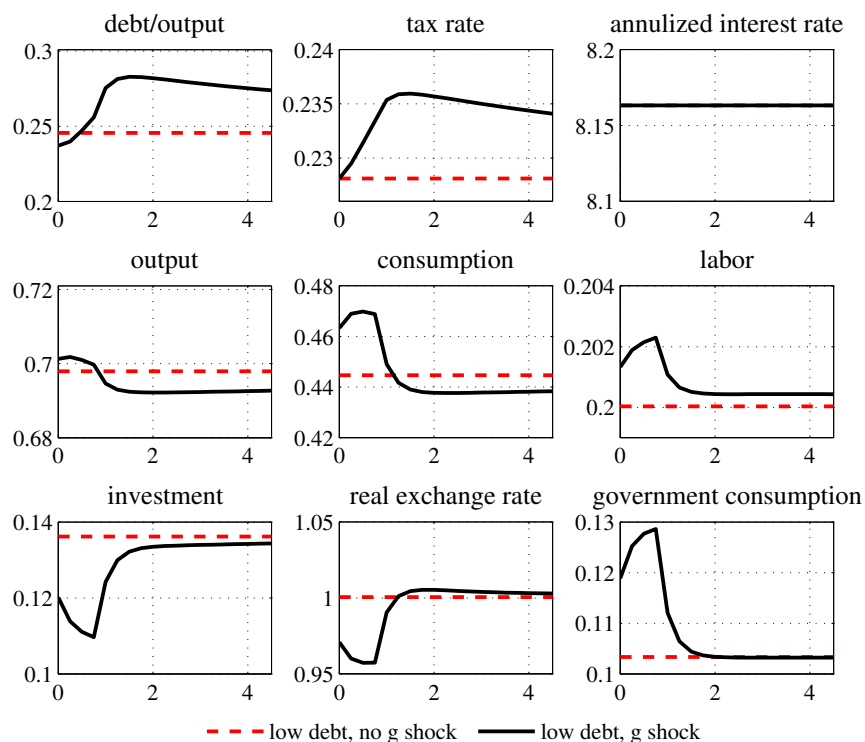 debt/output tax rate annulized interest rate
0.3 0.24 8.2
0.25 0.235 8.15
0.23
0.2 8.1
0 2 4 0 2 4 0 2 4
output consumption labor
0.72 0.48 0.204
0.7 0.46 0.202
0.44 0.2
0.68 0.42
0 2 4 0 2 4 0 2 4
investment real exchange rate government consumption
0.14 1.05 0.13
0.12 1 0.12
0.11
0.1 0.95 0.1
0 2 4 0 2 4 0 2 4
low debt, no g shock low debt, g shock